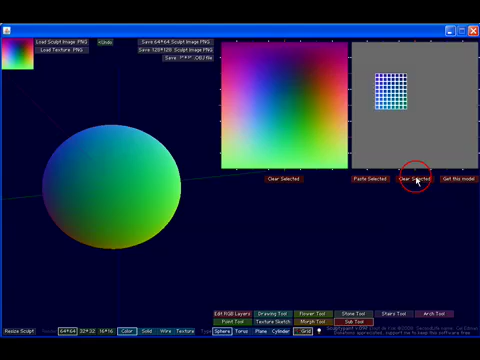 Load Sculpt Image PNG
<Undo
Save 64*64 Sculpt Image PNG
Load Texture PNG
Save 128*128 Sculpt Image PNG
Save *.OBJ file
Clear Selected
Paste Selected
Clear Selected
Get this model
Edit RGB Layers
Drawing Tool
Flower Tool
Stone Tool
Stairs Tool
Arch Tool
Point Tool
Texture Sketch
Morph Tool
Sub Tool
Resize Sculpt
64*64
32*32
16*16
Color
Solid
Wire
Texture
Sphere
Torus
Plane
Cylinder
Grid